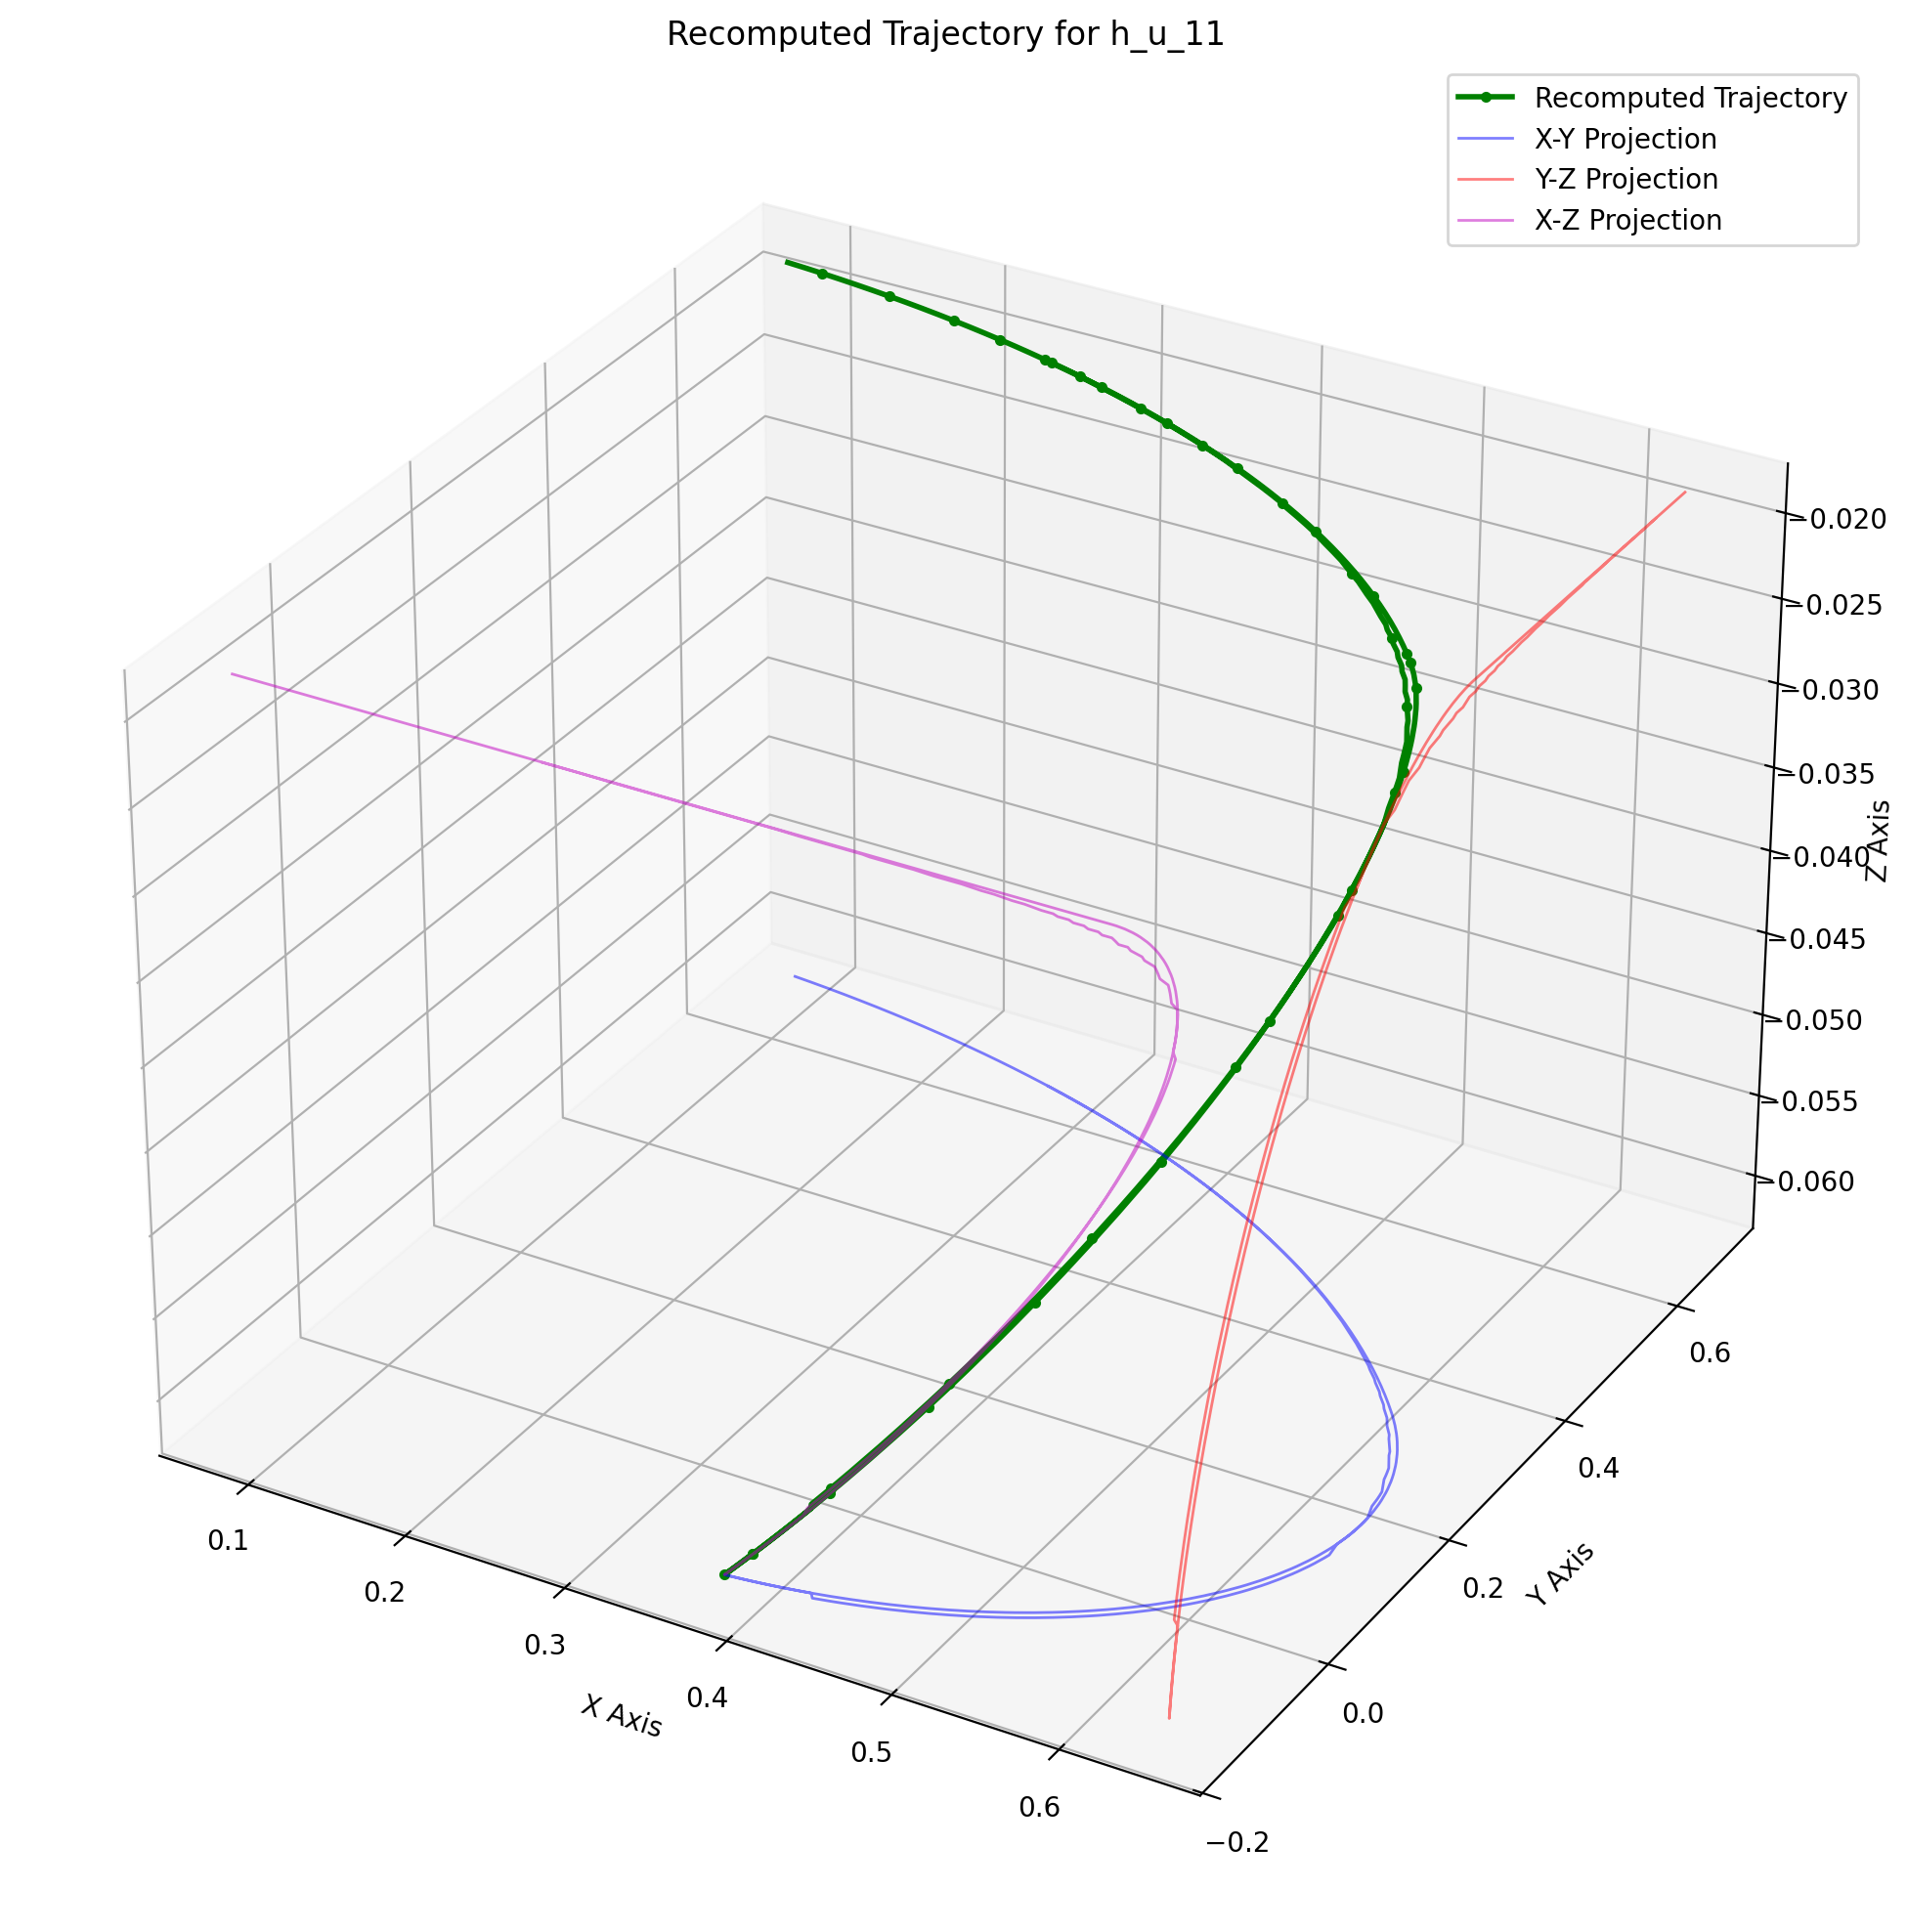 Recomputed Trajectory for h_u_11
Recomputed Trajectory
X-Y Projection
Y-Z Projection
X-Z Projection
−0.020
−0.025
−0.030
−0.035
−0.040
−0.045
−0.050
−0.055
−0.060
Z Axis
0.1
0.2
0.3
0.4
0.5
0.6
X Axis
−0.2
0.0
0.2
0.4
0.6
Y Axis